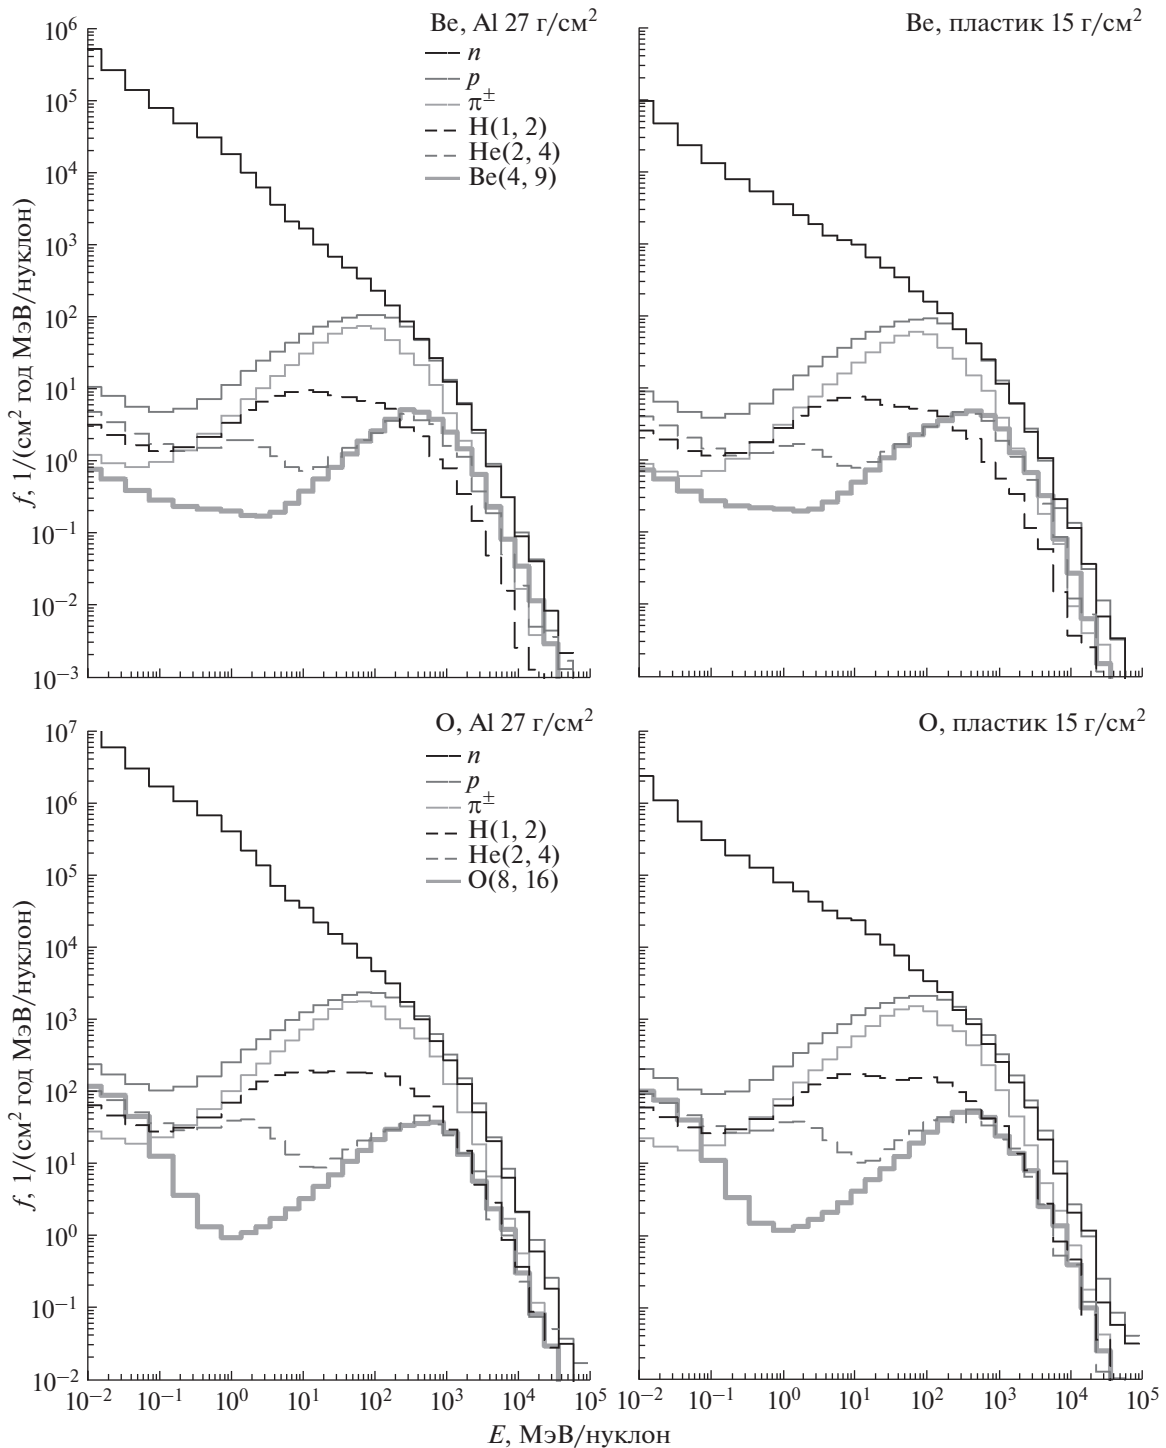 Be, Al 27 г/см²
n
p
π±
H(1, 2)
He(2, 4)
Be(4, 9)
10⁶
10⁵
10⁴
10³
10²
10¹
10⁰
10⁻¹
10⁻²
10⁻³
f, 1/(см² год МэВ/нуклон)
Be, пластик 15 г/см²
O, Al 27 г/см²
n
p
π±
H(1, 2)
He(2, 4)
O(8, 16)
10⁷
10⁶
10⁵
10⁴
10³
10²
10¹
10⁰
10⁻¹
10⁻²
f, 1/(см² год МэВ/нуклон)
10⁻² 10⁻¹ 10⁰ 10¹ 10² 10³ 10⁴ 10⁵
O, пластик 15 г/см²
10⁻² 10⁻¹ 10⁰ 10¹ 10² 10³ 10⁴ 10⁵
E, МэВ/нуклон